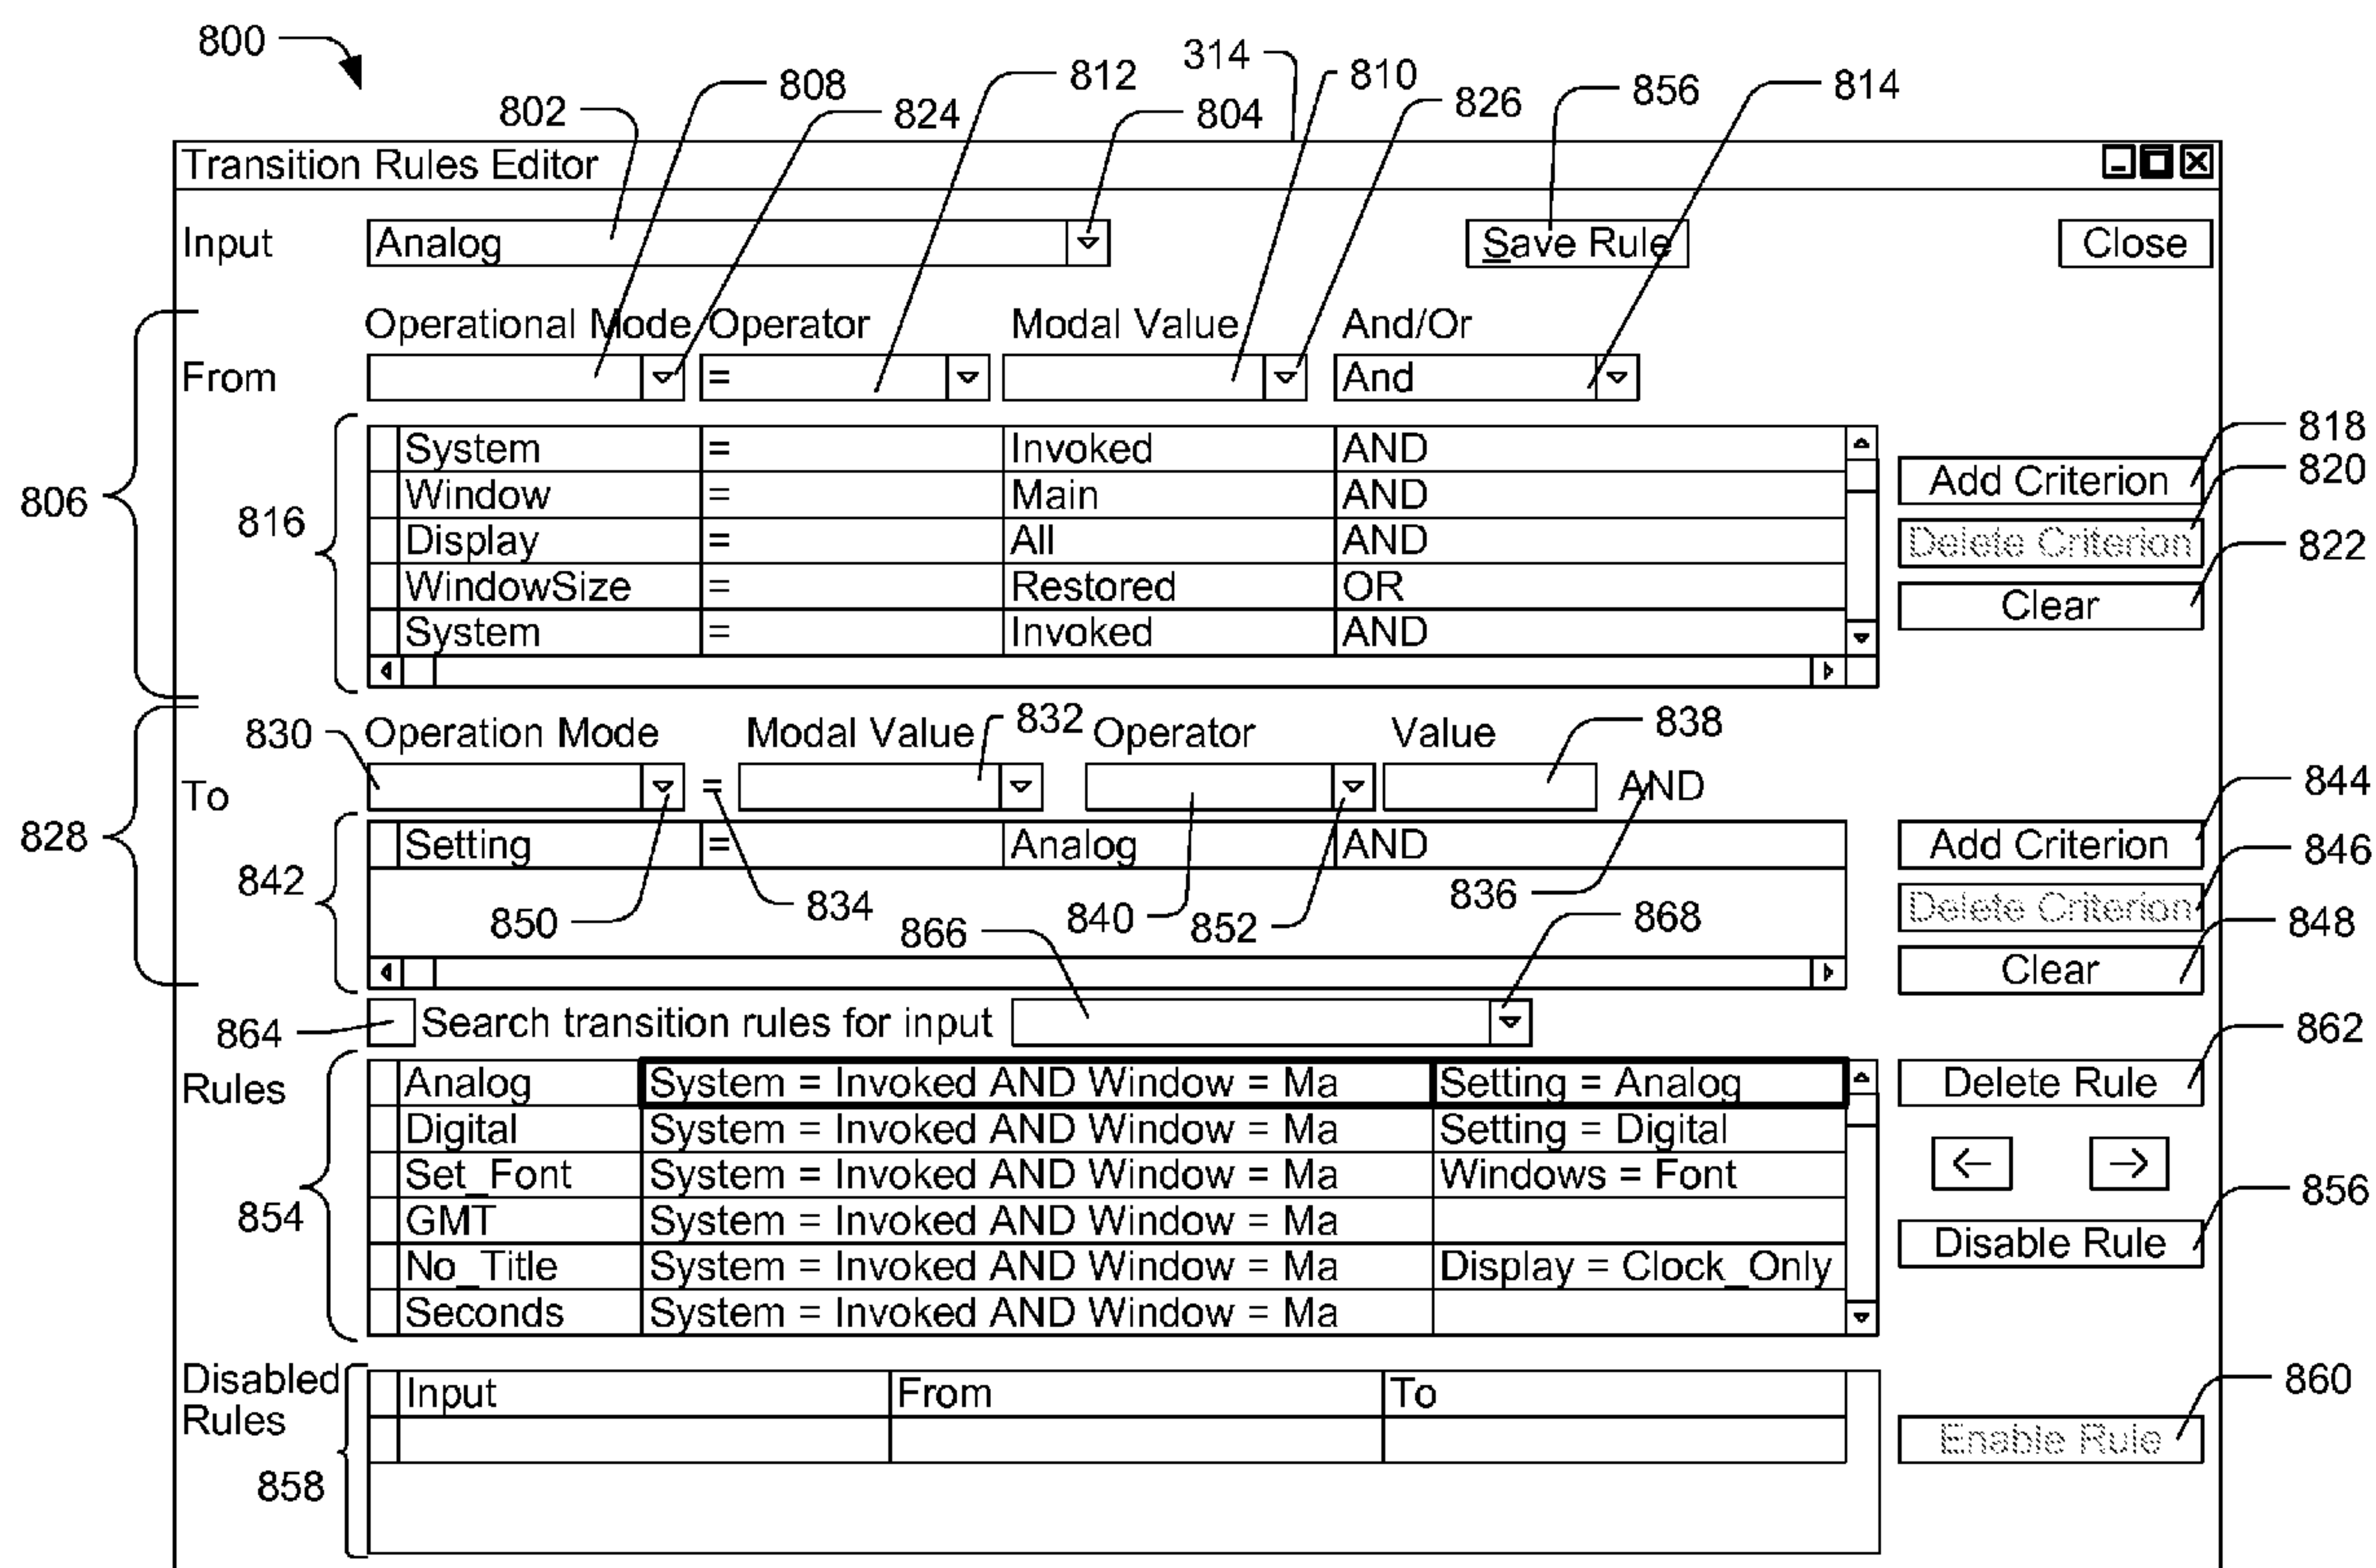 800
802
808
824
812
314
804
810
826
856
814
Transition Rules Editor
Input Analog Save Rule Close
Operational Mode Operator Modal Value And/Or
From = And
806
816
System = Invoked AND
Window = Main AND
Display = All AND
WindowSize = Restored OR
System = Invoked AND
Add Criterion 818
Delete Criterion 820
Clear 822
828
830 Operation Mode Modal Value 832 Operator Value 838
To = AND
842
Setting = Analog AND
Add Criterion 844
Delete Criterion 846
Clear 848
850 834 840 852 836
866 868
864 Search transition rules for input
Rules
854
Analog System = Invoked AND Window = Ma Setting = Analog
Digital System = Invoked AND Window = Ma Setting = Digital
Set_Font System = Invoked AND Window = Ma Windows = Font
GMT System = Invoked AND Window = Ma
No_Title System = Invoked AND Window = Ma Display = Clock_Only
Seconds System = Invoked AND Window = Ma
Delete Rule 862
← →
Disable Rule 856
Disabled
Rules
858
Input From To
Enable Rule 860